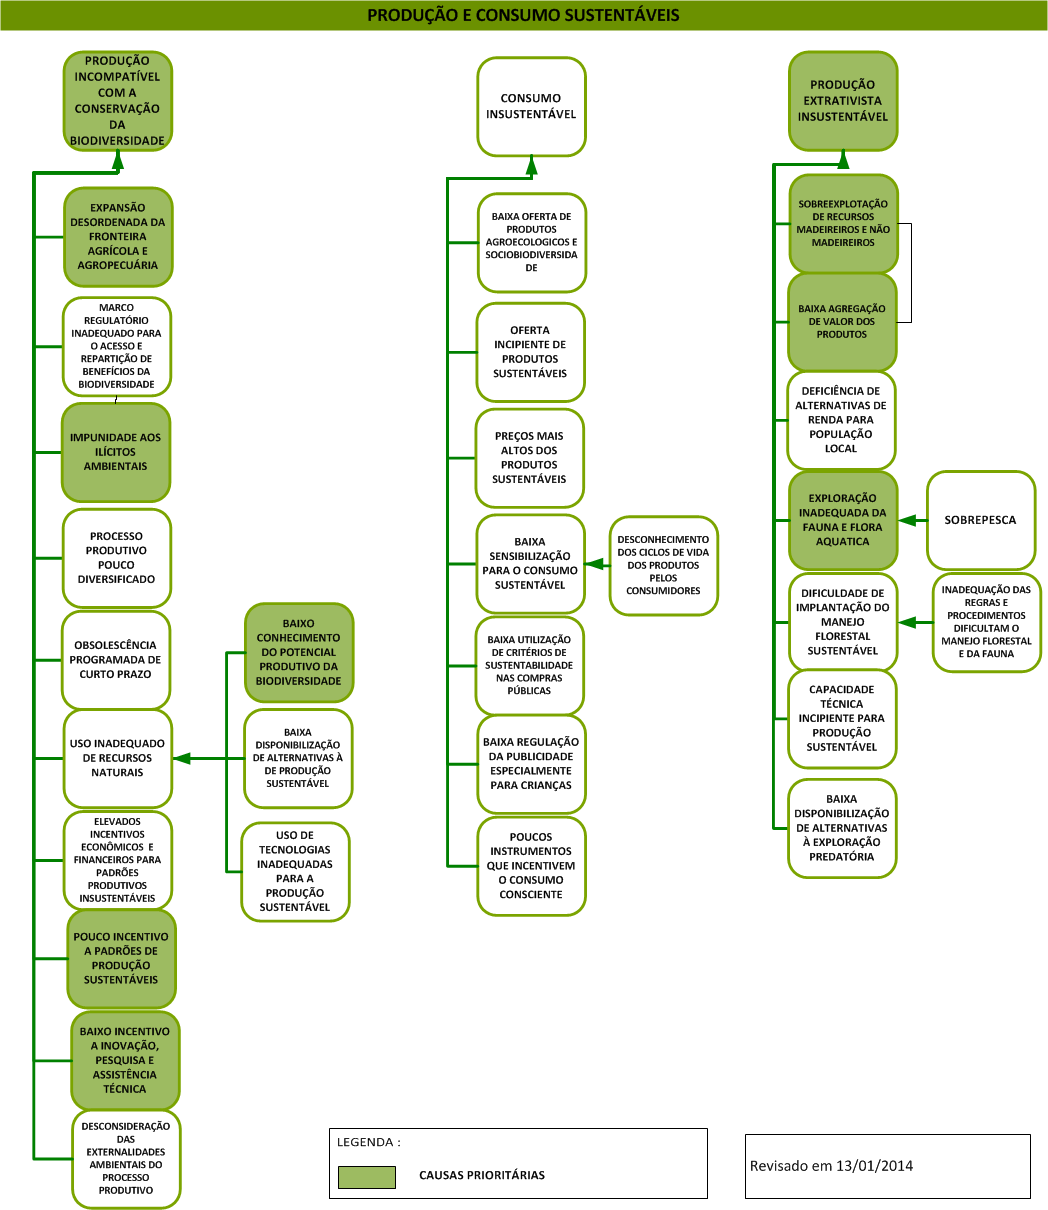 PRODUÇÃO E CONSUMO SUSTENTÁVEIS
PRODUÇÃO
INCOMPATÍVEL
COM A
CONSERVAÇÃO
DA
BIODIVERSIDADE
EXPANSÃO
DESORDENADA DA
FRONTEIRA
AGRÍCOLA E
AGROPECUÁRIA
MARCO
REGULATÓRIO
INADEQUADO PARA
O ACESSO E
REPARTIÇÃO DE
BENEFÍCIOS DA
BIODIVERSIDADE
IMPUNIDADE AOS
ILÍCITOS
AMBIENTAIS
PROCESSO
PRODUTIVO
POUCO
DIVERSIFICADO
OBSOLESCÊNCIA
PROGRAMADA DE
CURTO PRAZO
USO INADEQUADO
DE RECURSOS
NATURAIS
BAIXO
CONHECIMENTO
DO POTENCIAL
PRODUTIVO DA
BIODIVERSIDADE
BAIXA
DISPONIBILIZAÇÃO
DE ALTERNATIVAS À
DE PRODUÇÃO
SUSTENTÁVEL
USO DE
TECNOLOGIAS
INADEQUADAS
PARA A
PRODUÇÃO
SUSTENTÁVEL
ELEVADOS
INCENTIVOS
ECONÔMICOS E
FINANCEIROS PARA
PADRÕES
PRODUTIVOS
INSUSTENTÁVEIS
POUCO INCENTIVO
A PADRÕES DE
PRODUÇÃO
SUSTENTÁVEIS
BAIXO INCENTIVO
A INOVAÇÃO,
PESQUISA E
ASSISTÊNCIA
TÉCNICA
DESCONSIDERAÇÃO
DAS
EXTERNALIDADES
AMBIENTAIS DO
PROCESSO
PRODUTIVO
CONSUMO
INSUSTENTÁVEL
BAIXA OFERTA DE
PRODUTOS
AGROECOLOGICOS E
SOCIOBIODIVERSIDA
DE
OFERTA
INCIPIENTE DE
PRODUTOS
SUSTENTÁVEIS
PREÇOS MAIS
ALTOS DOS
PRODUTOS
SUSTENTÁVEIS
BAIXA
SENSIBILIZAÇÃO
PARA O CONSUMO
SUSTENTÁVEL
DESCONHECIMENTO
DOS CICLOS DE VIDA
DOS PRODUTOS
PELOS
CONSUMIDORES
BAIXA UTILIZAÇÃO
DE CRITÉRIOS DE
SUSTENTABILIDADE
NAS COMPRAS
PÚBLICAS
BAIXA REGULAÇÃO
DA PUBLICIDADE
ESPECIALMENTE
PARA CRIANÇAS
POUCOS
INSTRUMENTOS
QUE INCENTIVEM
O CONSUMO
CONSCIENTE
PRODUÇÃO
EXTRATIVISTA
INSUSTENTÁVEL
SOBREEXPLOTAÇÃO
DE RECURSOS
MADEIREIROS E NÃO
MADEIREIROS
BAIXA AGREGAÇÃO
DE VALOR DOS
PRODUTOS
DEFICIÊNCIA DE
ALTERNATIVAS DE
RENDA PARA
POPULAÇÃO
LOCAL
EXPLORAÇÃO
INADEQUADA DA
FAUNA E FLORA
AQUATICA
SOBREPESCA
DIFICULDADE DE
IMPLANTAÇÃO DO
MANEJO
FLORESTAL
SUSTENTÁVEL
INADEQUAÇÃO DAS
REGRAS E
PROCEDIMENTOS
DIFICULTAM O
MANEJO FLORESTAL
E DA FAUNA
CAPACIDADE
TÉCNICA
INCIPIENTE PARA
PRODUÇÃO
SUSTENTÁVEL
BAIXA
DISPONIBILIZAÇÃO
DE ALTERNATIVAS
À EXPLORAÇÃO
PREDATÓRIA
LEGENDA :
CAUSAS PRIORITÁRIAS
Revisado em 13/01/2014